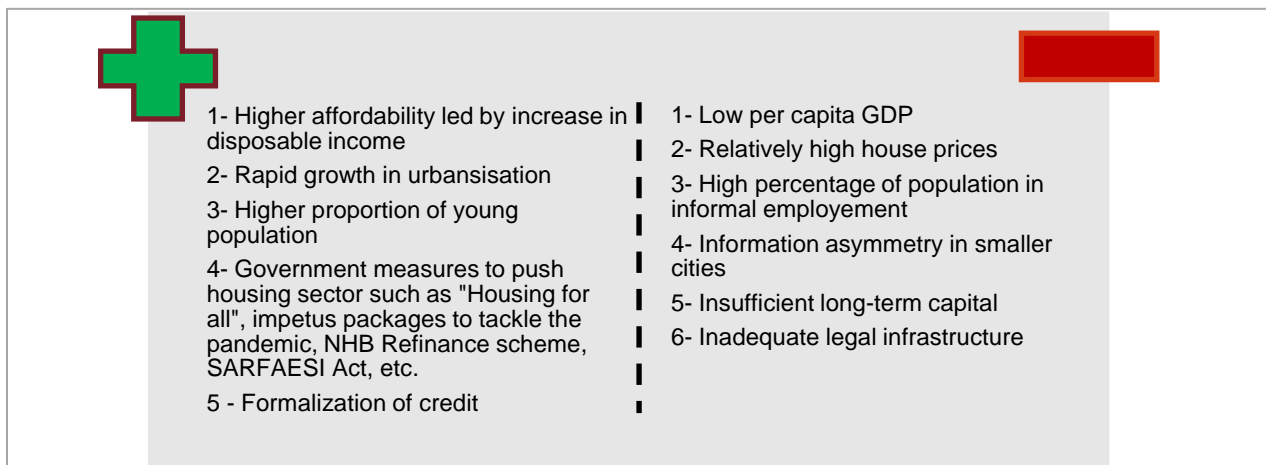 1- Higher affordability led by increase in
disposable income
2- Rapid growth in urbansisation
3- Higher proportion of young
population
4- Government measures to push
housing sector such as "Housing for
all", impetus packages to tackle the
pandemic, NHB Refinance scheme,
SARFAESI Act, etc.
5 - Formalization of credit
1- Low per capita GDP
2- Relatively high house prices
3- High percentage of population in
informal employement
4- Information asymmetry in smaller
cities
5- Insufficient long-term capital
6- Inadequate legal infrastructure